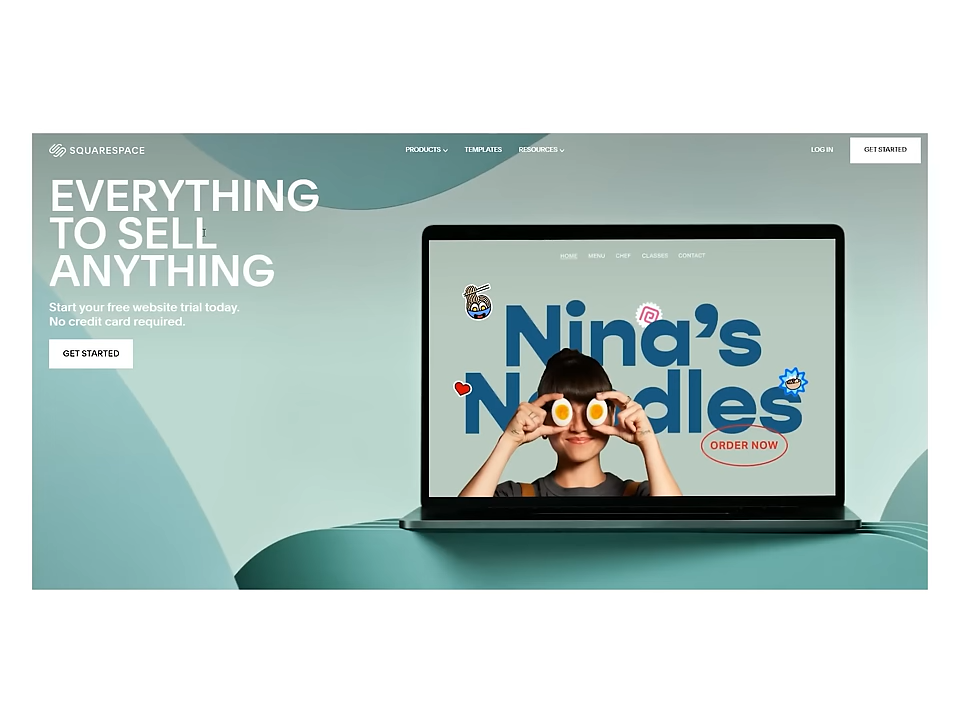 SQUARESPACE
PRODUCTS
TEMPLATES
RESOURCES
LOG IN
GET STARTED
EVERYTHING
TO SELL
ANYTHING
Start your free website trial today.
No credit card required.
GET STARTED
HOME MENU CHEF CLASSES CONTACT
Nina's
Noodles
ORDER NOW